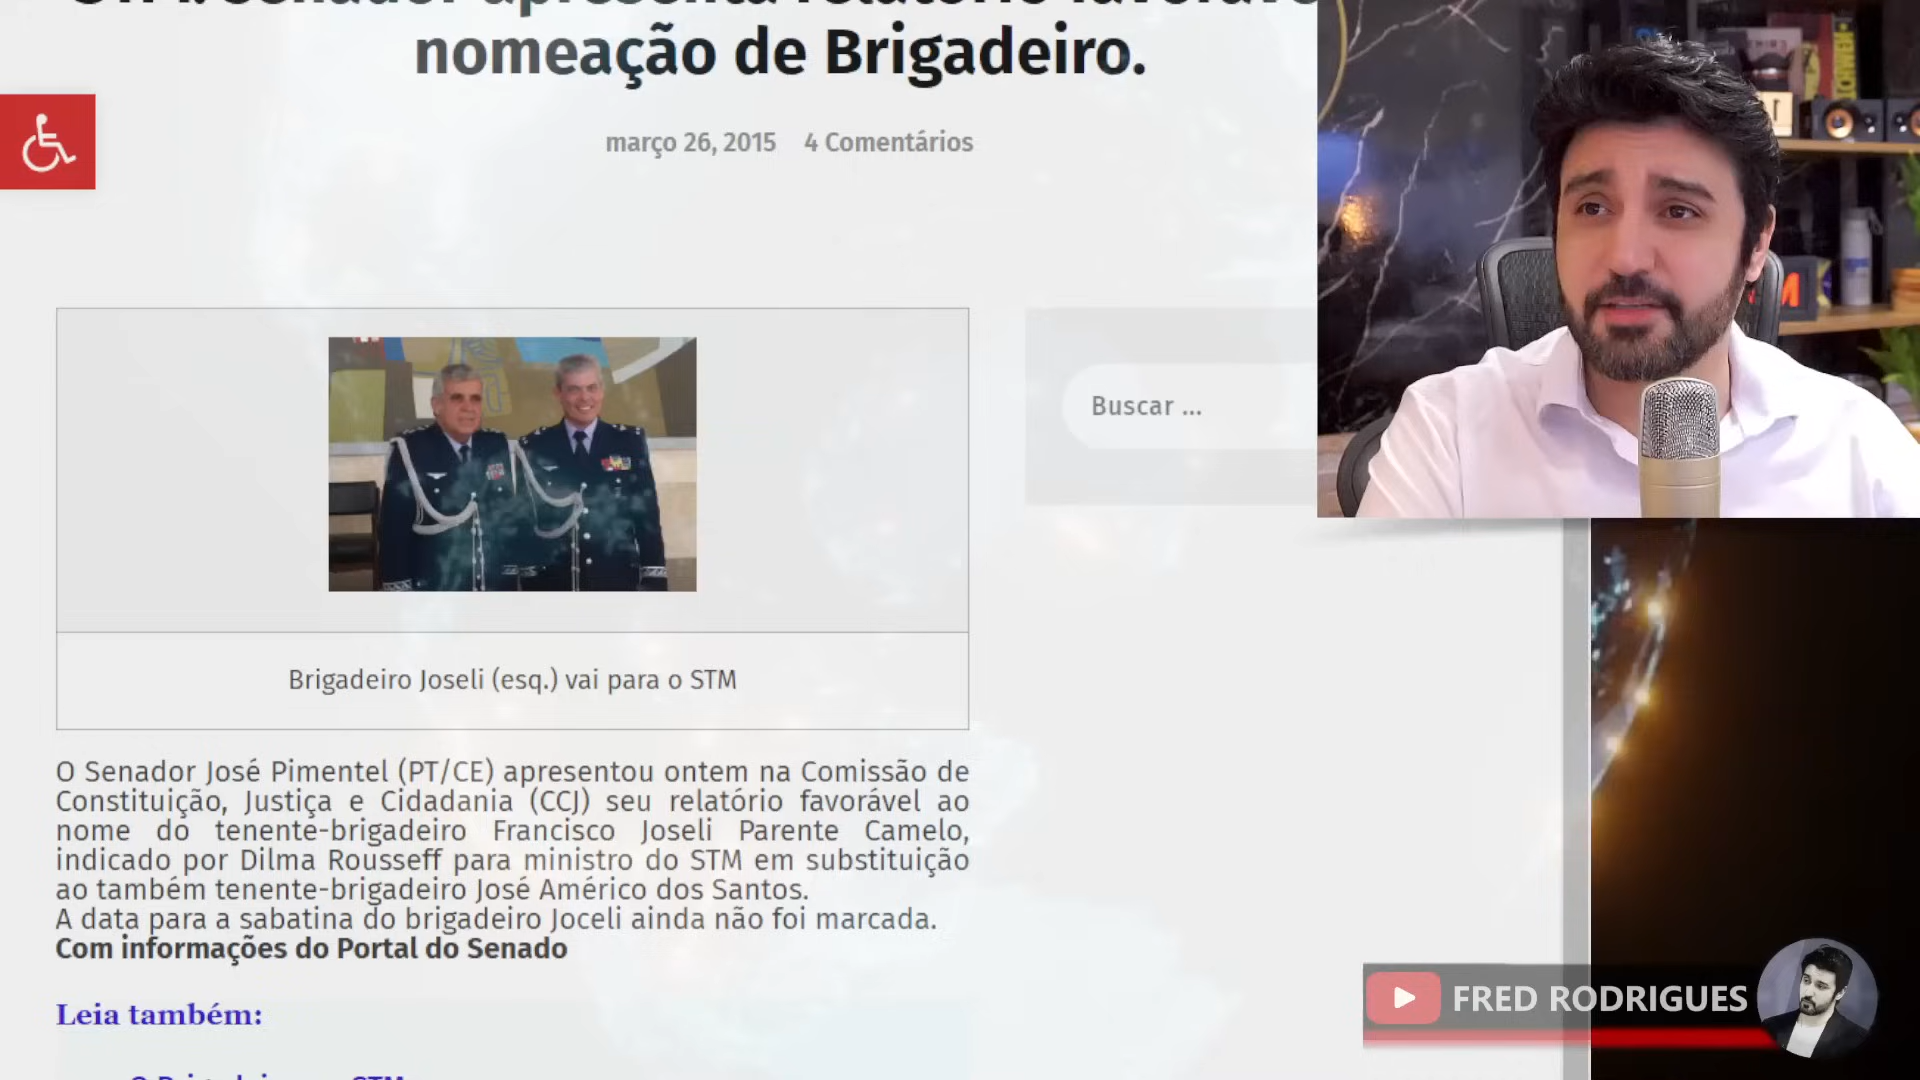 nomeação de Brigadeiro.
março 26, 2015 4 Comentários
Buscar ...
Brigadeiro Joseli (esq.) vai para o STM
O Senador José Pimentel (PT/CE) apresentou ontem na Comissão de
Constituição, Justiça e Cidadania (CCJ) seu relatório favorável ao
nome do tenente-brigadeiro Francisco Joseli Parente Camelo,
indicado por Dilma Rousseff para ministro do STM em substituição
ao também tenente-brigadeiro José Américo dos Santos.
A data para a sabatina do brigadeiro Joceli ainda não foi marcada.
Com informações do Portal do Senado
Leia também:
FRED RODRIGUES